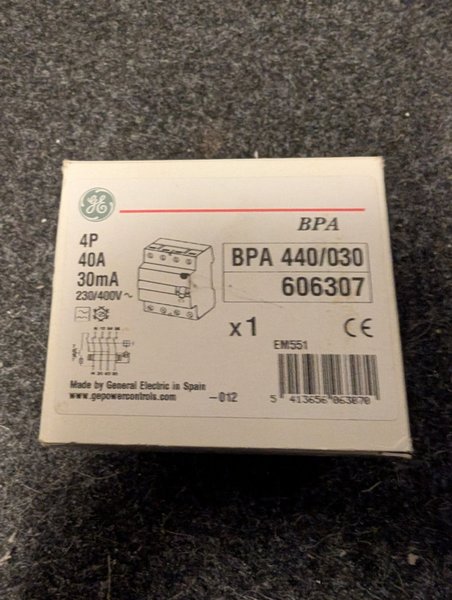 GE
BPA
4P
40A
30mA
230/400V ~
BPA 440/030
606307
x1
CE
EM551
Made by General Electric in Spain
www.gepowercontrols.com
-012
5 413656 063070